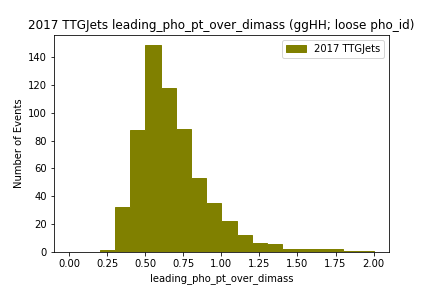 2017 TTGJets leading_pho_pt_over_dimass (ggHH; loose pho_id)
2017 TTGJets
Number of Events
140
120
100
80
60
40
20
0
0.00 0.25 0.50 0.75 1.00 1.25 1.50 1.75 2.00
leading_pho_pt_over_dimass